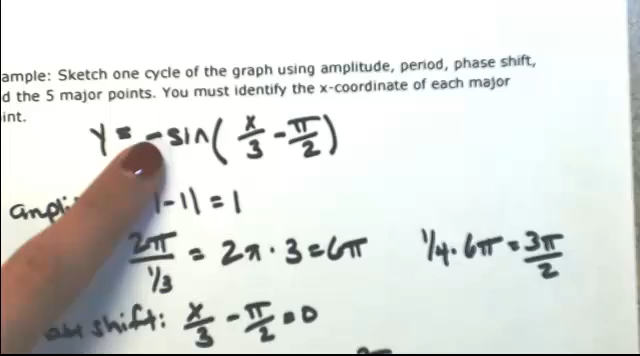 ample: Sketch one cycle of the graph using amplitude, period, phase shift,
d the 5 major points. You must identify the x-coordinate of each major
int.
y = -sin(x/3 - π/2)
ampli |-1| = 1
2π/1/3 = 2π · 3 = 6π 1/4 · 6π = 3π/2
shift: x/3 - π/2 = 0